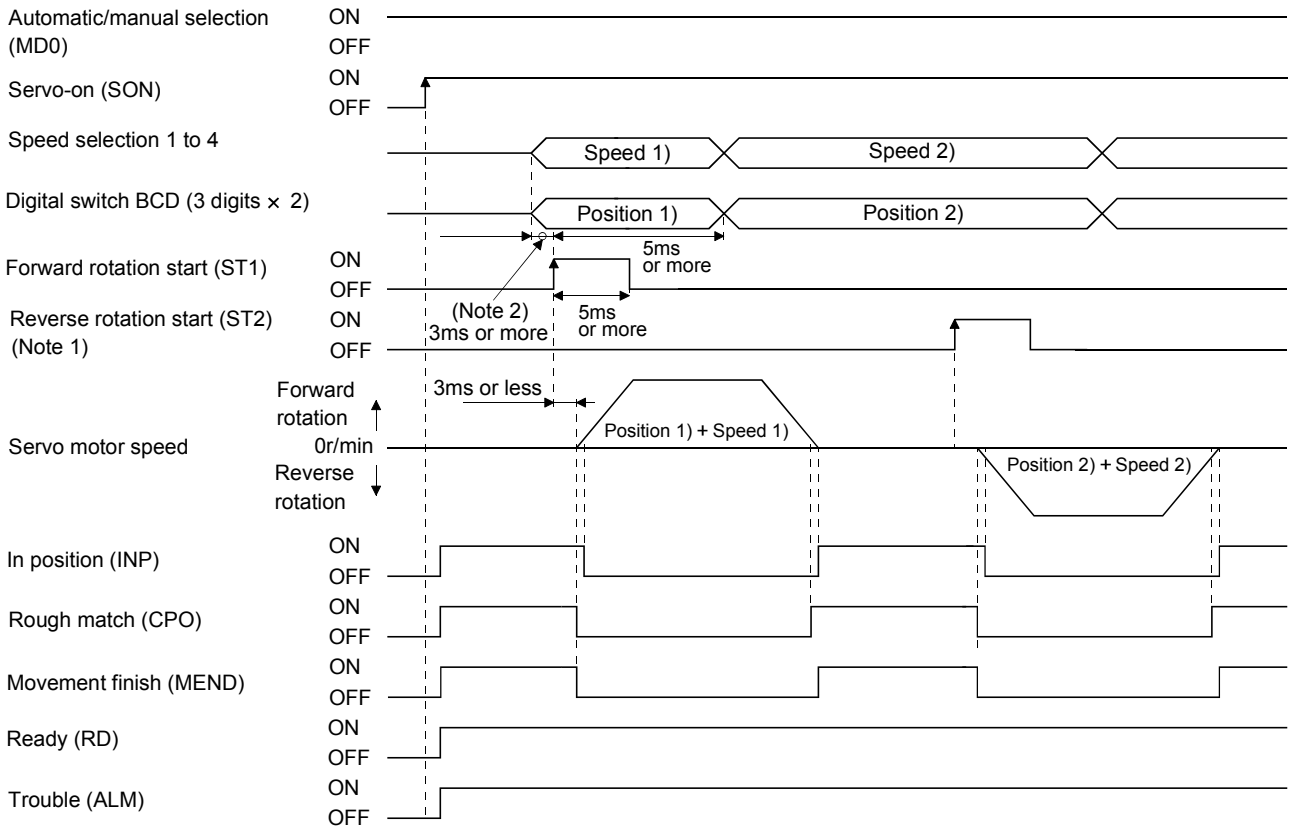 Automatic/manual selection
(MD0)
ON
OFF
Servo-on (SON)
ON
OFF
Speed selection 1 to 4
Speed 1)
Speed 2)
Digital switch BCD (3 digits × 2)
Position 1)
Position 2)
5ms
or more
Forward rotation start (ST1)
ON
OFF
(Note 2)
3ms or more
5ms
or more
Reverse rotation start (ST2)
(Note 1)
ON
OFF
3ms or less
Forward
rotation
Servo motor speed
0r/min
Reverse
rotation
Position 1) + Speed 1)
Position 2) + Speed 2)
In position (INP)
ON
OFF
Rough match (CPO)
ON
OFF
Movement finish (MEND)
ON
OFF
Ready (RD)
ON
OFF
Trouble (ALM)
ON
OFF